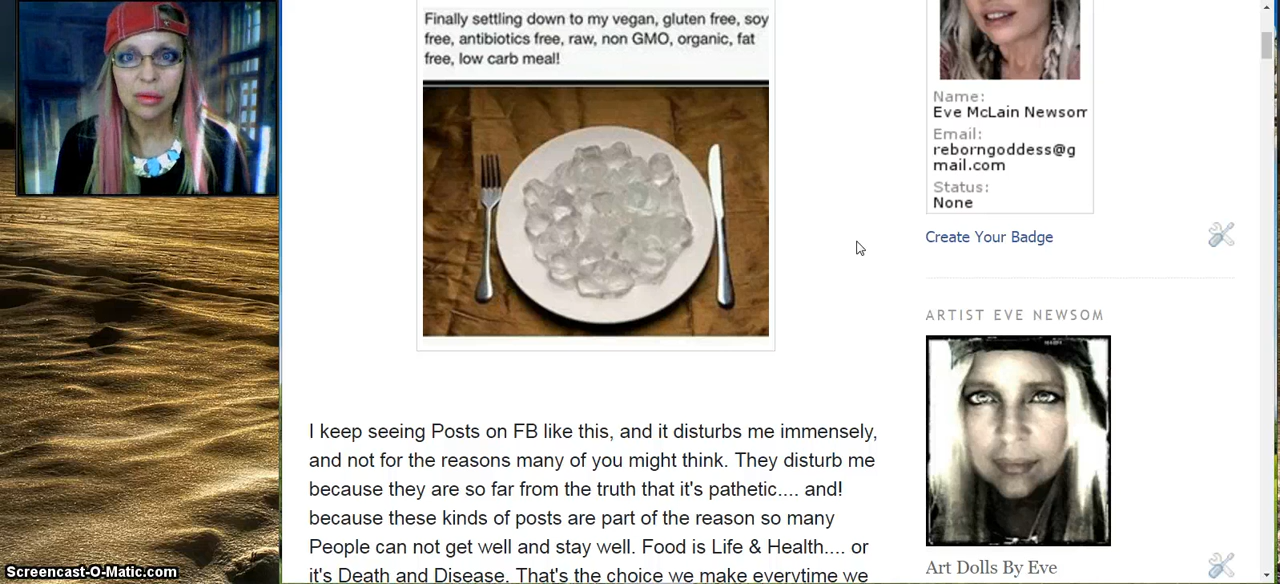 Finally settling down to my vegan, gluten free, soy
free, antibiotics free, raw, non GMO, organic, fat
free, low carb meal!
I keep seeing Posts on FB like this, and it disturbs me immensely,
and not for the reasons many of you might think. They disturb me
because they are so far from the truth that it's pathetic.... and!
because these kinds of posts are part of the reason so many
People can not get well and stay well. Food is Life & Health.... or
it's Death and Disease. That's the choice we make everytime we
Name:
Eve McLain Newsom
Email:
reborngoddess@g
mail.com
Status:
None
Create Your Badge
ARTIST EVE NEWSOM
Art Dolls By Eve
Screencast-O-Matic.com